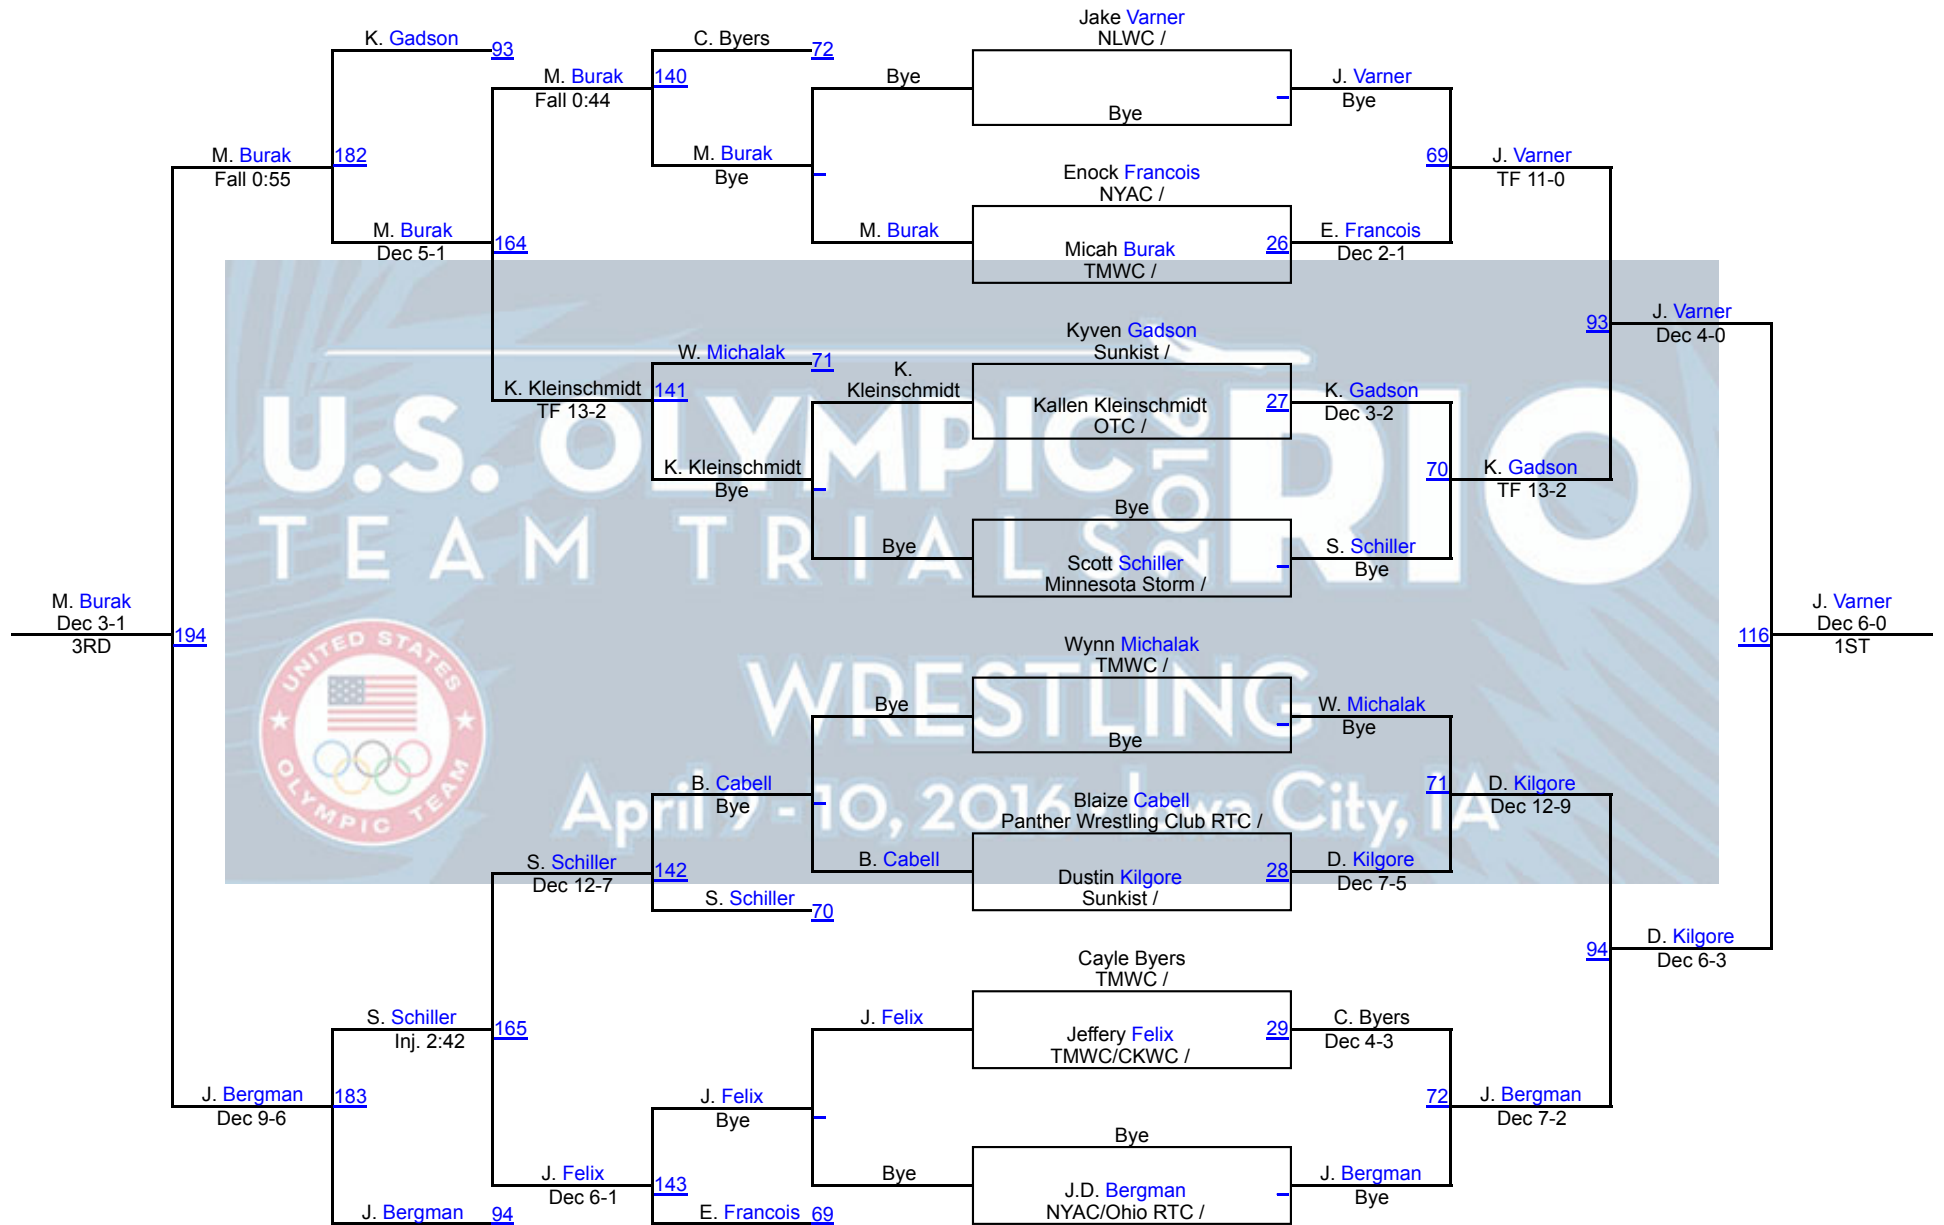 Jake Varner
NLWC /
K. Gadson
93
C. Byers
72
M. Burak
140
Fall 0:44
Bye
J. Varner
Bye
Bye
M. Burak
182
Fall 0:55
M. Burak
Bye
69
J. Varner
TF 11-0
Enock Francois
NYAC /
M. Burak
164
Dec 5-1
M. Burak
Micah Burak
TMWC /
26
E. Francois
Dec 2-1
Kyven Gadson
Sunkist /
93
J. Varner
Dec 4-0
W. Michalak
71
K. Kleinschmidt
141
TF 13-2
K.
Kleinschmidt
Kallen Kleinschmidt
OTC /
27
K. Gadson
Dec 3-2
U.S. OLYMPIC
TEAM TRIALS
2016
RIO
K. Kleinschmidt
Bye
70
K. Gadson
TF 13-2
Bye
Bye
Scott Schiller
Minnesota Storm /
S. Schiller
Bye
M. Burak
Dec 3-1
3RD
194
UNITED STATES
OLYMPIC TEAM
Wynn Michalak
TMWC /
116
J. Varner
Dec 6-0
1ST
WRESTLING
Bye
Bye
W. Michalak
Bye
April 9 - 10, 2016 Iowa City, IA
B. Cabell
Bye
Blaize Cabell
Panther Wrestling Club RTC /
71
D. Kilgore
Dec 12-9
S. Schiller
142
Dec 12-7
B. Cabell
Dustin Kilgore
Sunkist /
28
D. Kilgore
Dec 7-5
S. Schiller
70
Cayle Byers
TMWC /
94
D. Kilgore
Dec 6-3
S. Schiller
165
Inj. 2:42
J. Felix
Jeffery Felix
TMWC/CKWC /
29
C. Byers
Dec 4-3
J. Bergman
183
Dec 9-6
J. Felix
Bye
72
J. Bergman
Dec 7-2
Bye
J. Felix
143
Dec 6-1
Bye
J.D. Bergman
NYAC/Ohio RTC /
J. Bergman
Bye
J. Bergman
94
E. Francois
69